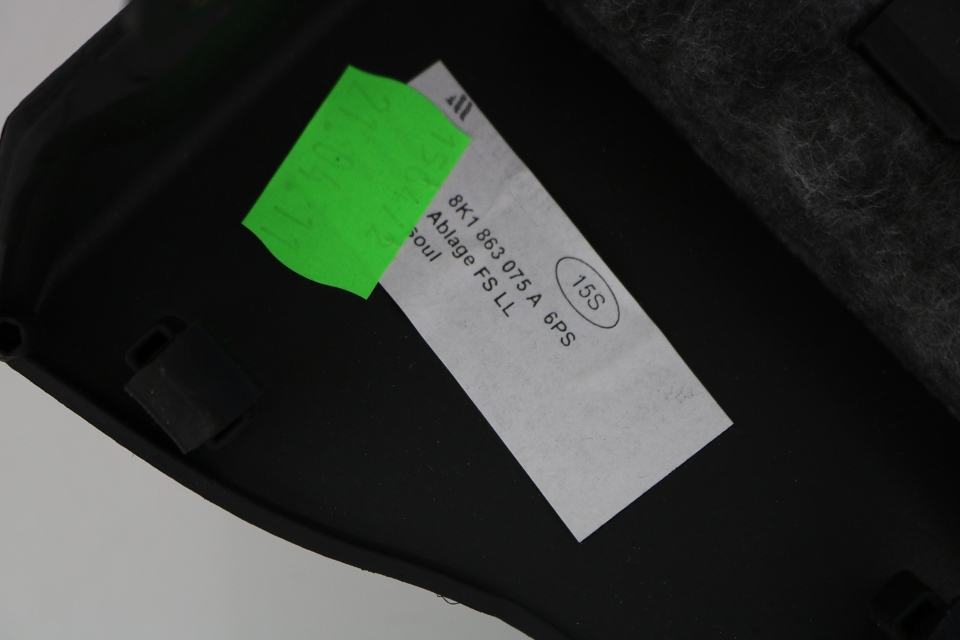 8K1 863 075 A 6PS
Ablage FS LL
soul
15S